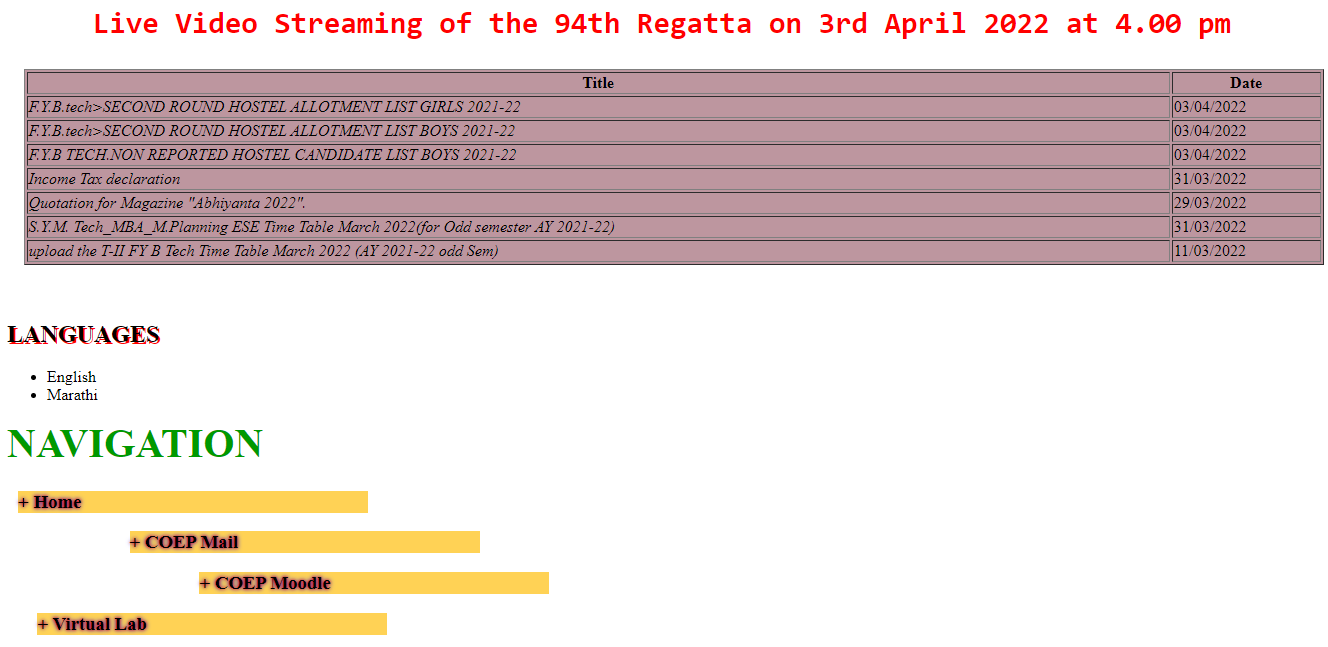 Live Video Streaming of the 94th Regatta on 3rd April 2022 at 4.00 pm
Title Date
F.Y.B.tech>SECOND ROUND HOSTEL ALLOTMENT LIST GIRLS 2021-22 03/04/2022
F.Y.B.tech>SECOND ROUND HOSTEL ALLOTMENT LIST BOYS 2021-22 03/04/2022
F.Y.B TECH.NON REPORTED HOSTEL CANDIDATE LIST BOYS 2021-22 03/04/2022
Income Tax declaration 31/03/2022
Quotation for Magazine "Abhiyanta 2022". 29/03/2022
S.Y.M. Tech_MBA_M.Planning ESE Time Table March 2022(for Odd semester AY 2021-22) 31/03/2022
upload the T-II FY B Tech Time Table March 2022 (AY 2021-22 odd Sem) 11/03/2022
LANGUAGES
• English
• Marathi
NAVIGATION
+ Home
+ COEP Mail
+ COEP Moodle
+ Virtual Lab